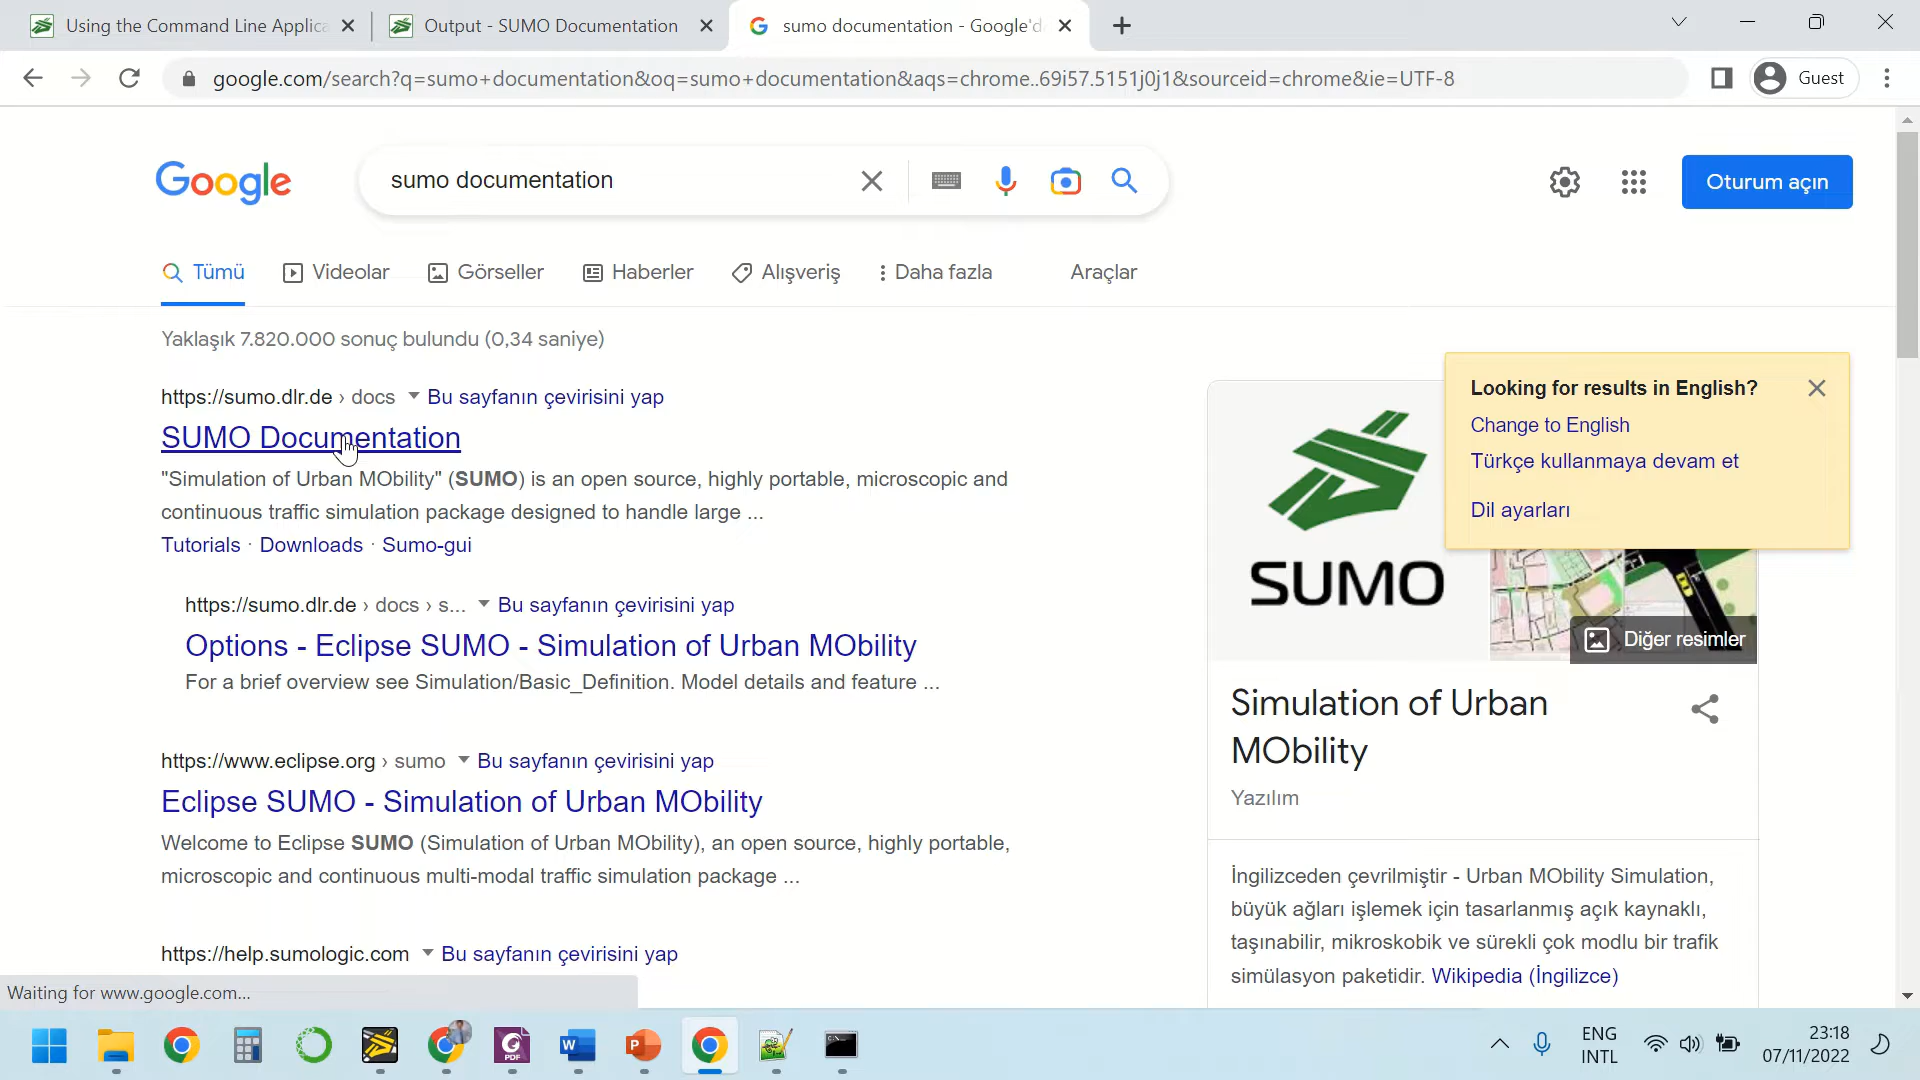 Using the Command Line Applica
Output - SUMO Documentation
sumo documentation - Google'd
google.com/search?q=sumo+documentation&oq=sumo+documentation&aqs=chrome..69i57.5151j0j1&sourceid=chrome&ie=UTF-8
Guest
Google
sumo documentation
Oturum açın
Tümü
Videolar
Görseller
Haberler
Alışveriş
Daha fazla
Araçlar
Yaklaşık 7.820.000 sonuç bulundu (0,34 saniye)
https://sumo.dlr.de › docs Bu sayfanın çevirisini yap
SUMO Documentation
"Simulation of Urban MObility" (SUMO) is an open source, highly portable, microscopic and
continuous traffic simulation package designed to handle large ...
Tutorials · Downloads · Sumo-gui
https://sumo.dlr.de › docs › s... Bu sayfanın çevirisini yap
Options - Eclipse SUMO - Simulation of Urban MObility
For a brief overview see Simulation/Basic_Definition. Model details and feature ...
https://www.eclipse.org › sumo Bu sayfanın çevirisini yap
Eclipse SUMO - Simulation of Urban MObility
Welcome to Eclipse SUMO (Simulation of Urban MObility), an open source, highly portable,
microscopic and continuous multi-modal traffic simulation package ...
https://help.sumologic.com Bu sayfanın çevirisini yap
Looking for results in English?
Change to English
Türkçe kullanmaya devam et
Dil ayarları
SUMO
Diğer resimler
Simulation of Urban
MObility
Yazılım
İngilizceden çevrilmiştir - Urban MObility Simulation,
büyük ağları işlemek için tasarlanmış açık kaynaklı,
taşınabilir, mikroskobik ve sürekli çok modlu bir trafik
simülasyon paketidir. Wikipedia (İngilizce)
Waiting for www.google.com...
PDF
W
P
ENG
INTL
23:18
07/11/2022